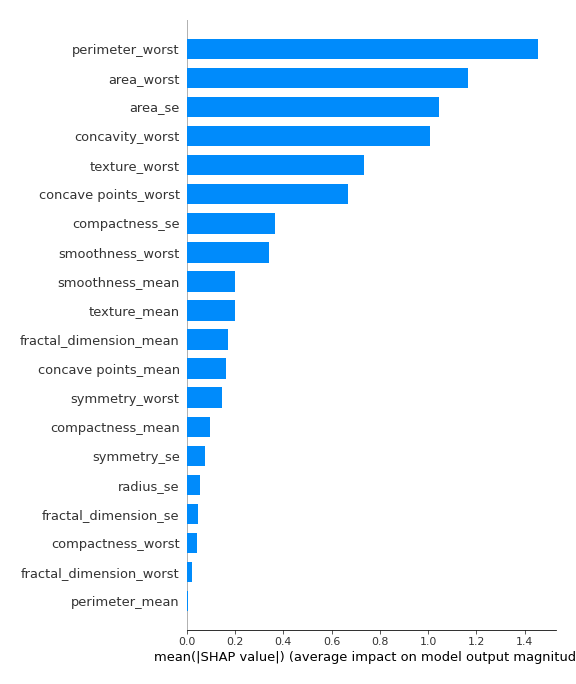 perimeter_worst
area_worst
area_se
concavity_worst
texture_worst
concave points_worst
compactness_se
smoothness_worst
smoothness_mean
texture_mean
fractal_dimension_mean
concave points_mean
symmetry_worst
compactness_mean
symmetry_se
radius_se
fractal_dimension_se
compactness_worst
fractal_dimension_worst
perimeter_mean
0.0 0.2 0.4 0.6 0.8 1.0 1.2 1.4
mean(|SHAP value|) (average impact on model output magnitud